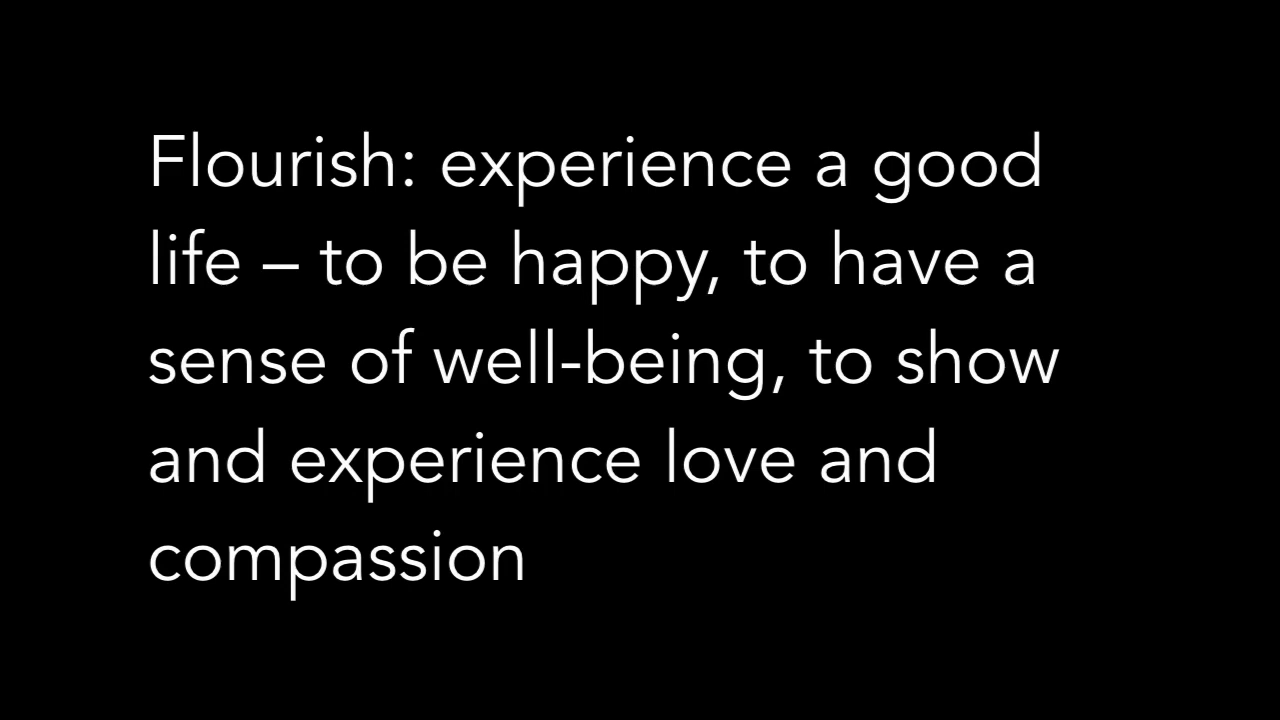 Flourish: experience a good
life – to be happy, to have a
sense of well-being, to show
and experience love and
compassion